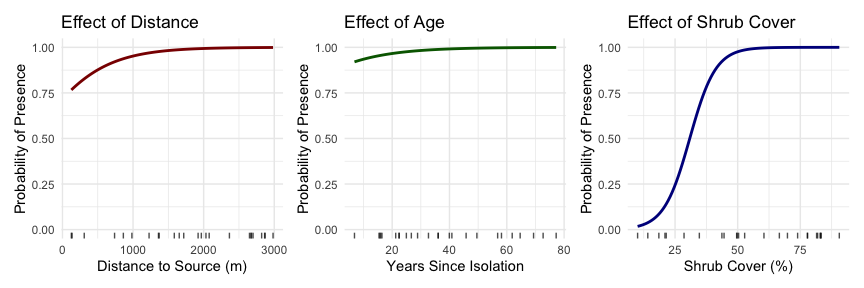 Effect of Distance
Probability of Presence
1.00
0.75
0.50
0.25
0.00
0
1000
2000
3000
Distance to Source (m)
Effect of Age
Probability of Presence
1.00
0.75
0.50
0.25
0.00
20
40
60
80
Years Since Isolation
Effect of Shrub Cover
Probability of Presence
1.00
0.75
0.50
0.25
0.00
25
50
75
Shrub Cover (%)